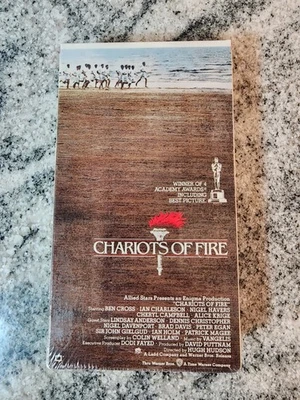 WINNER OF 4
ACADEMY AWARDS®
INCLUDING
BEST PICTURE
CHARIOTS OF FIRE
Allied Stars Presents an Enigma Production
"CHARIOTS OF FIRE"
Starring BEN CROSS • IAN CHARLESON • NIGEL HAVERS
CHERYL CAMPBELL • ALICE KRIGE
Guest Stars LINDSAY ANDERSON • DENNIS CHRISTOPHER
NIGEL DAVENPORT • BRAD DAVIS • PETER EGAN
SIR JOHN GIELGUD • IAN HOLM • PATRICK MAGEE
Screenplay by COLIN WELLAND • Music by VANGELIS
Executive Producer DODI FAYED • Produced by DAVID PUTTNAM
Directed by HUGH HUDSON
A Ladd Company and Warner Bros. Release
A Time Warner Company